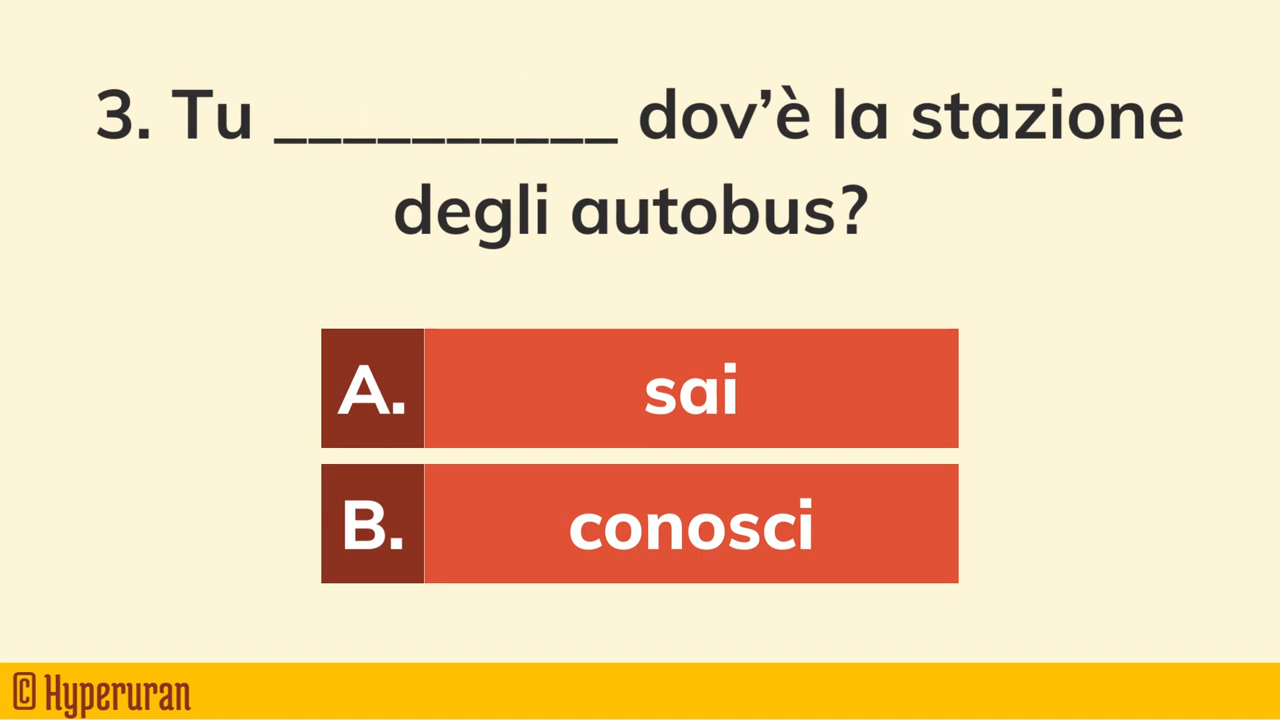 3. Tu __________ dov’è la stazione
degli autobus?
A. sai
B. conosci
© Hyperuran